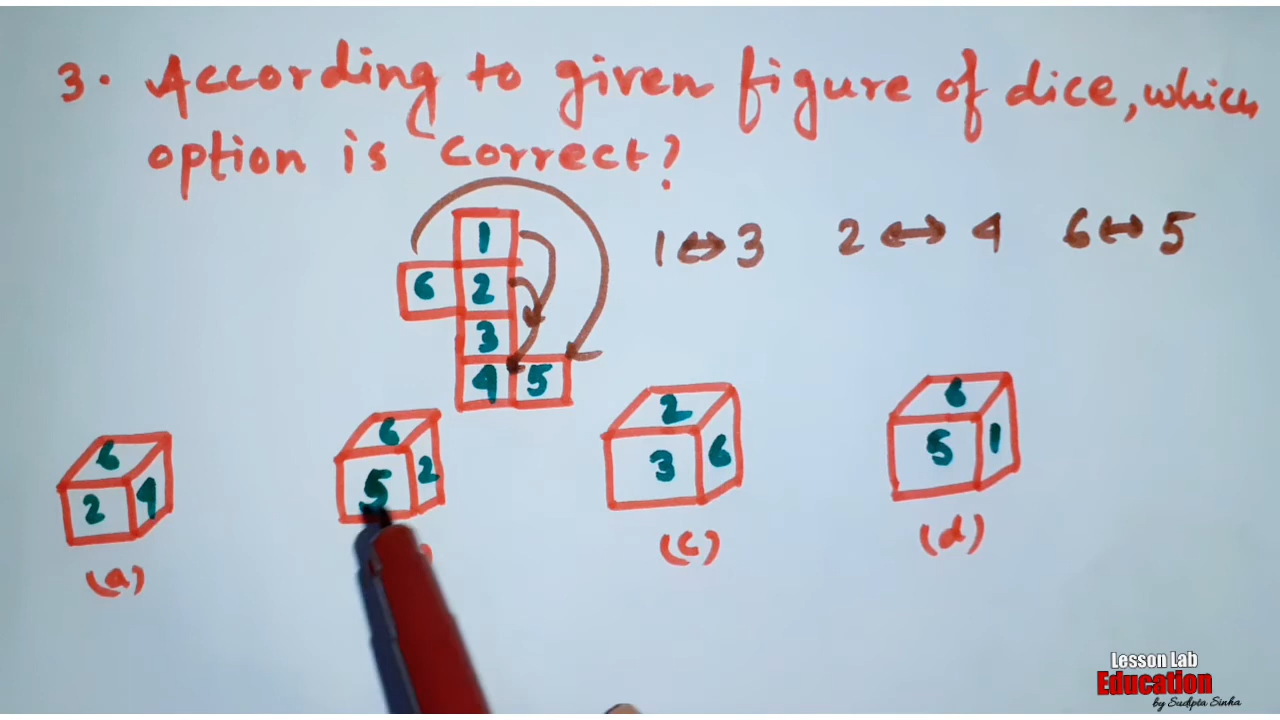 3. According to given figure of dice, which
option is correct?
1
6 2
3
4 5
1 ↔ 3 2 ↔ 4 6 ↔ 5
6
2 4
6
5 2
2
3 6
6
5 1
(a) ) (c) (d)
Lesson Lab
Education
by Sudipta Sinha